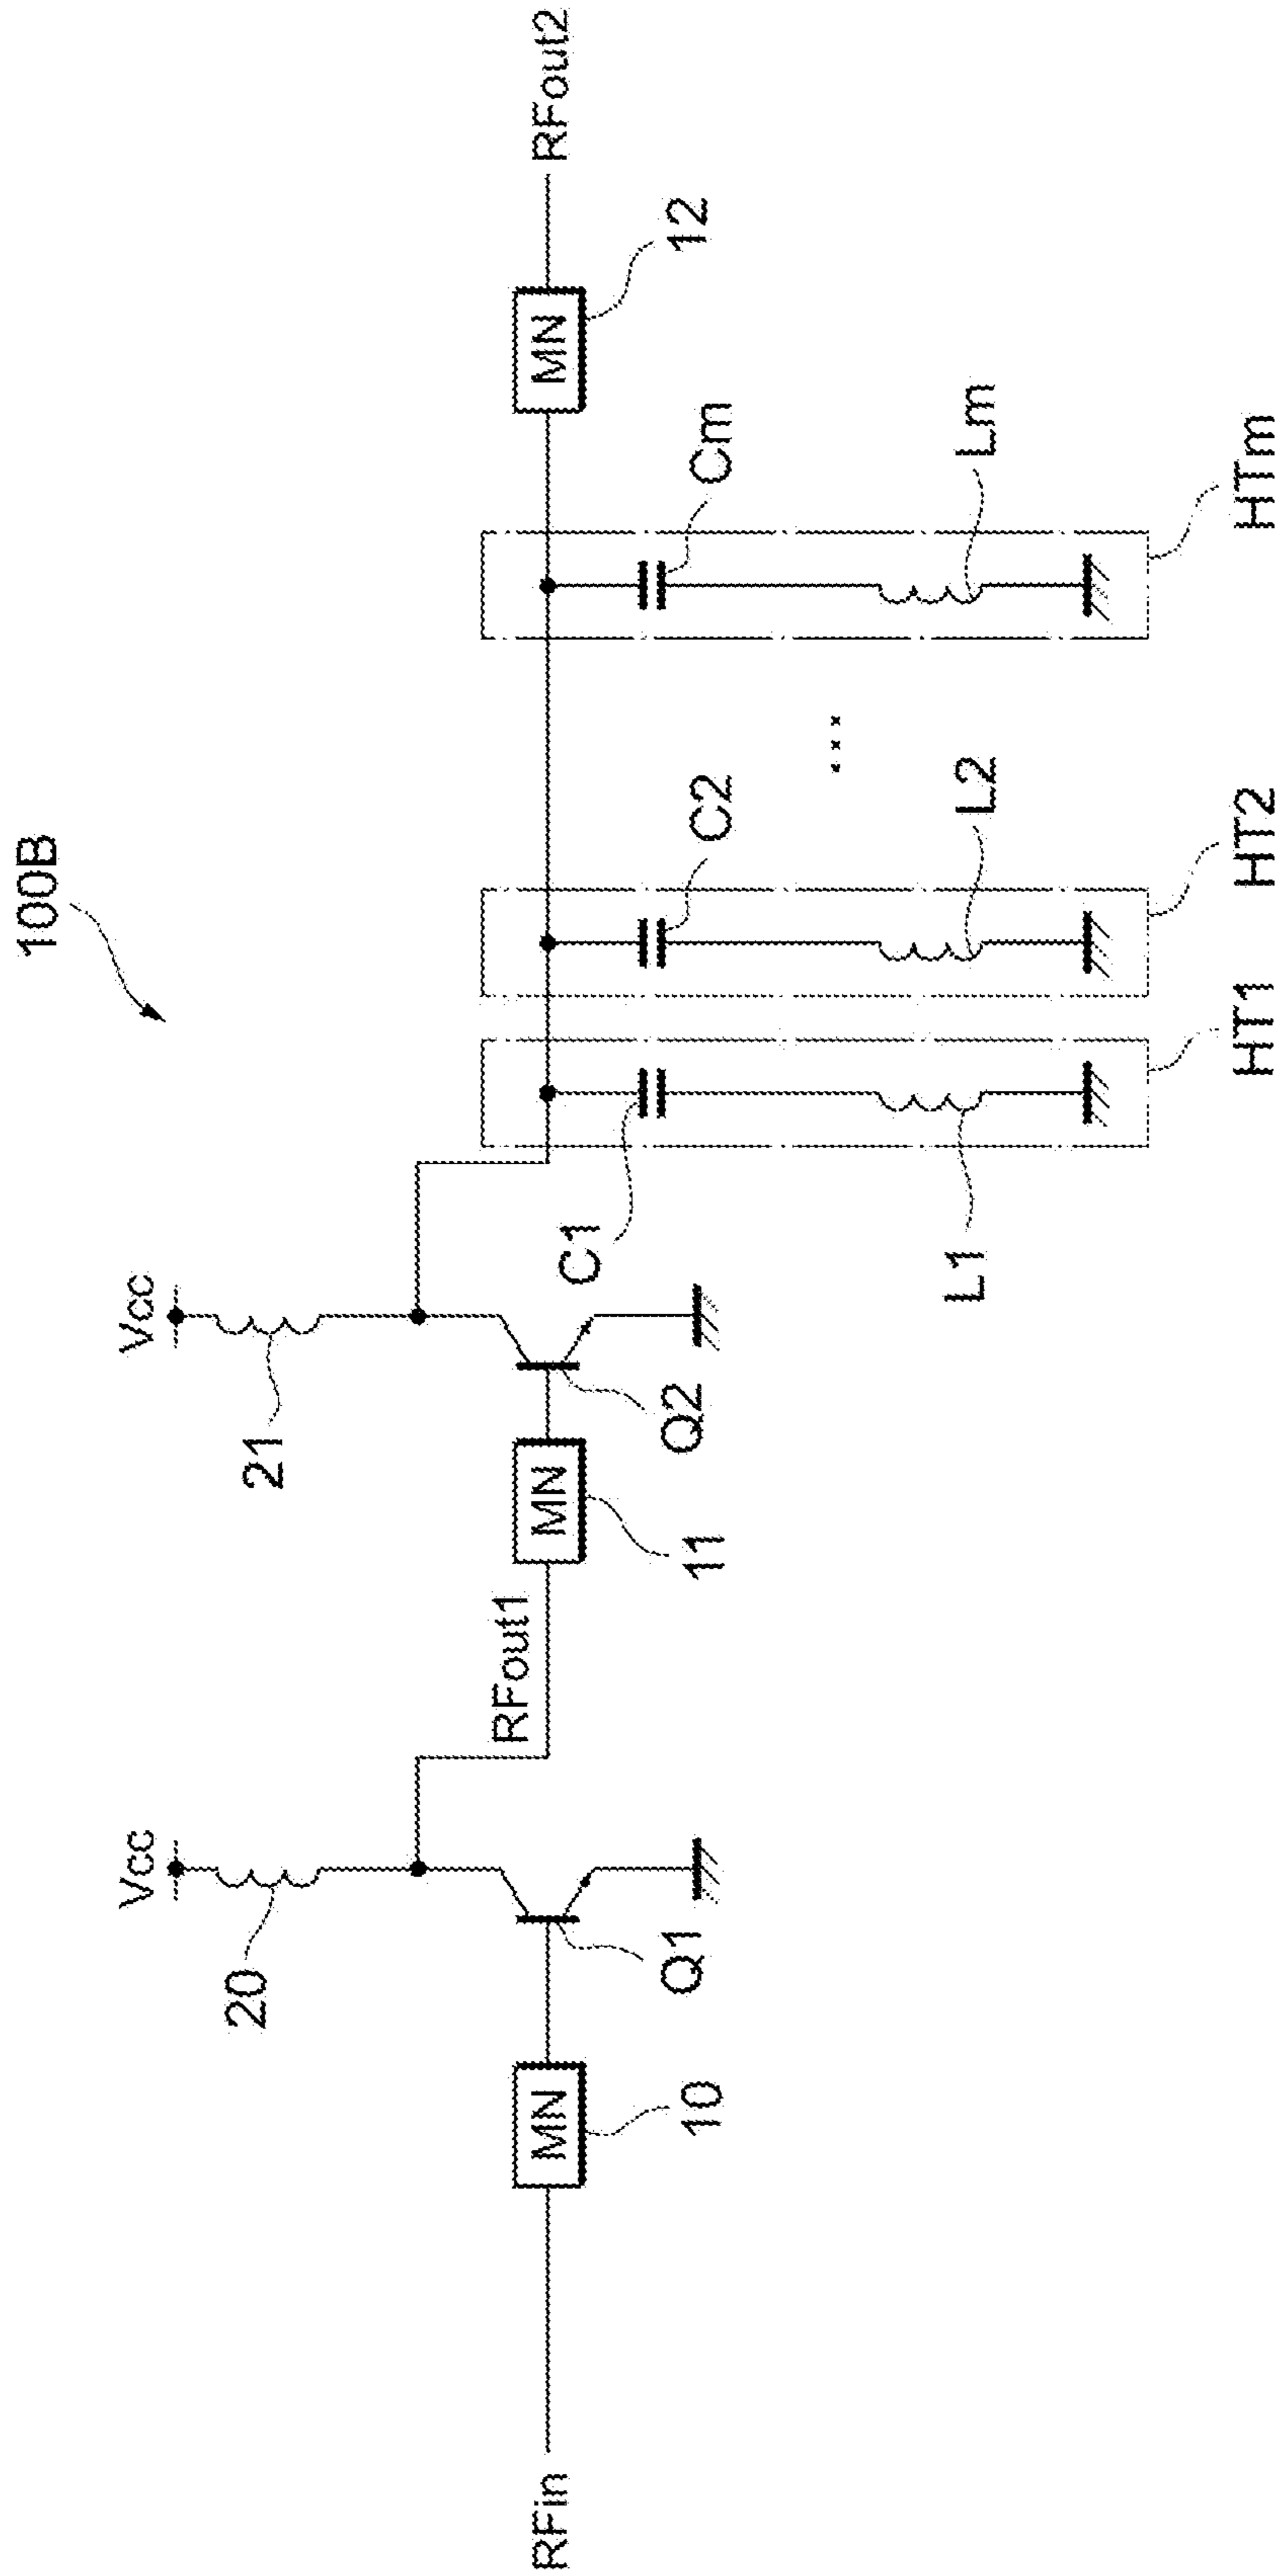 100B
Vcc
Vcc
20
21
RFin
MN
10
Q1
RFout1
MN
11
Q2
C1
L1
C2
L2
...
Cm
Lm
MN
12
RFout2
HT1
HT2
HTm